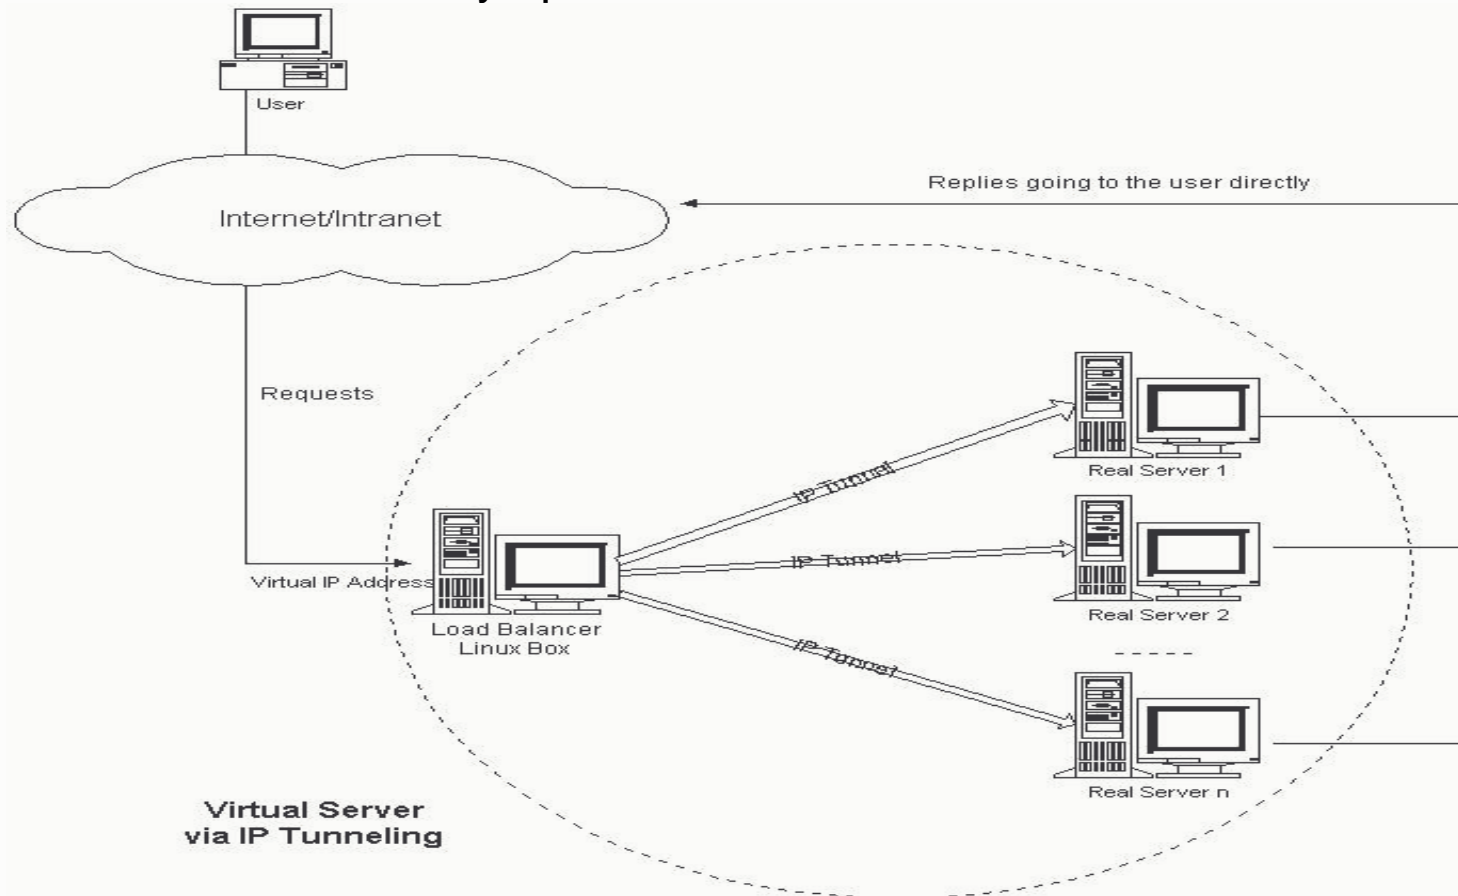 User
Internet/Intranet
Replies going to the user directly
Requests
IP Tunnel
Real Server 1
IP Tunnel
Virtual IP Address
Load Balancer
Linux Box
Real Server 2
IP Tunnel
Real Server n
Virtual Server
via IP Tunneling